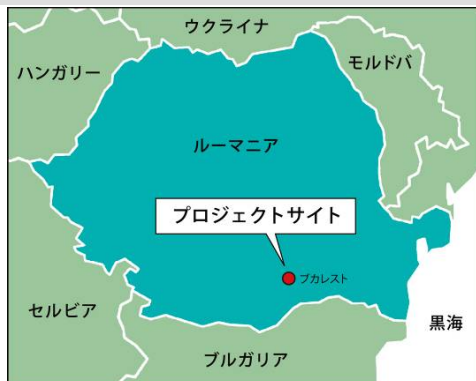 ウクライナ
モルドバ
ハンガリー
ルーマニア
プロジェクトサイト
ブカレスト
セルビア
黒海
ブルガリア